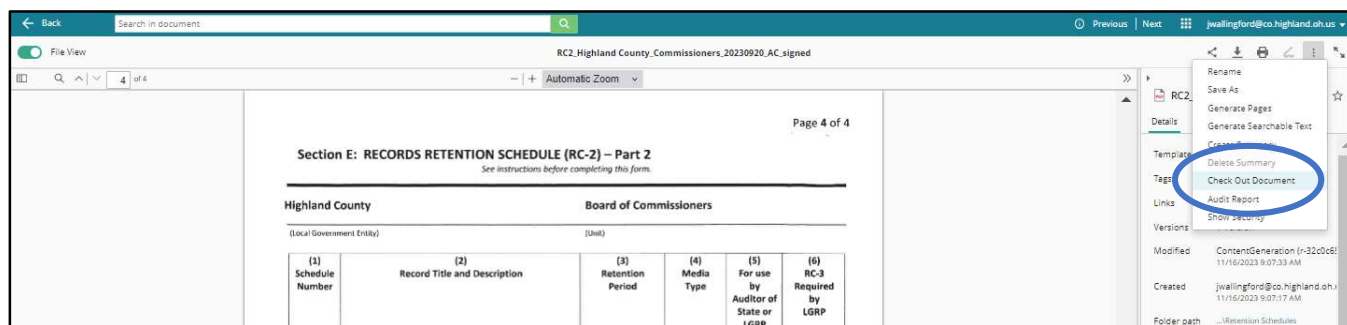 Back
Search in document
Previous | Next
jwallingford@co.highland.oh.us
File View
RC2_Highland County_Commissioners_20230920_AC_signed
4 of 4
Automatic Zoom
Rename
Save As
Generate Pages
Generate Searchable Text
Create Summary
Delete Summary
Check Out Document
Audit Report
Show Security
RC2_
Details
Template
Tags
Links
Versions
Modified
ContentGeneration (r-32c0c65
11/16/2023 9:07:33 AM
Created
jwallingford@co.highland.oh.
11/16/2023 9:07:17 AM
Folder path
...\Retention Schedules
Page 4 of 4
Section E: RECORDS RETENTION SCHEDULE (RC-2) – Part 2
See instructions before completing this form.
Highland County
Board of Commissioners
(Local Government Entity)
(Unit)
(1)
Schedule
Number
(2)
Record Title and Description
(3)
Retention
Period
(4)
Media
Type
(5)
For use
by
Auditor of
State or
LGRP
(6)
RC-3
Required
by
LGRP